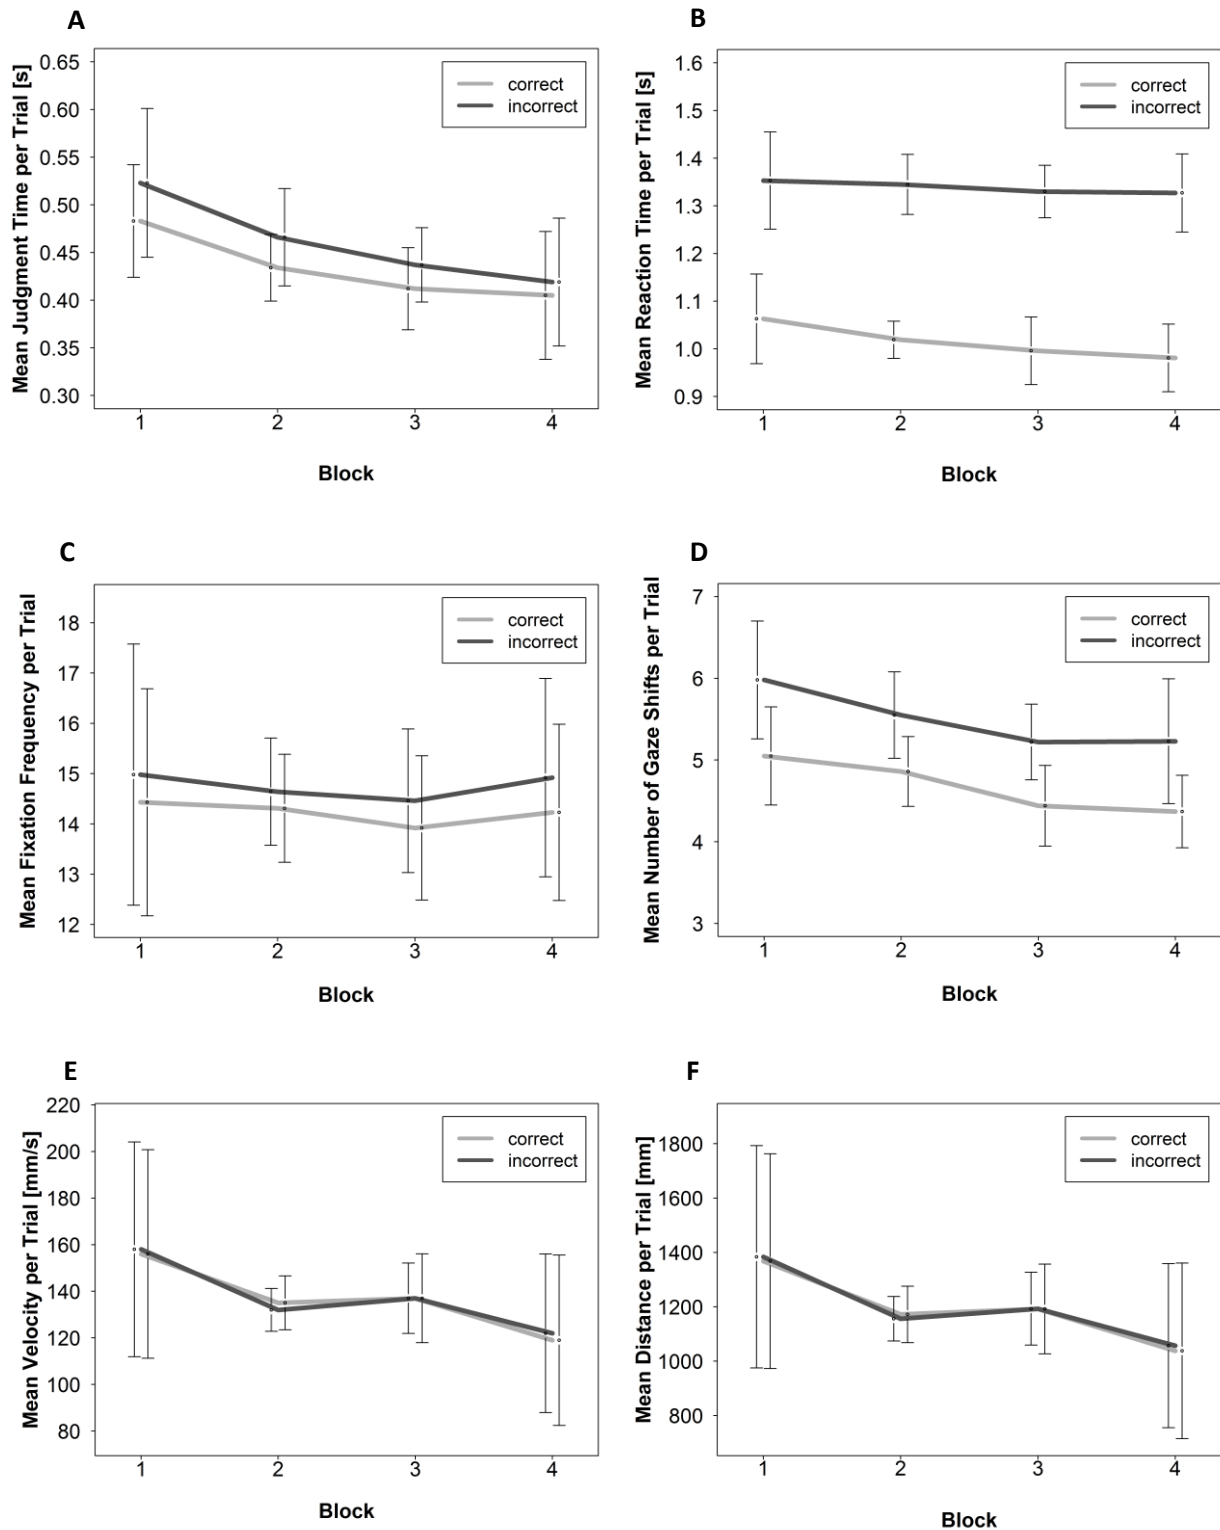 A
Mean Judgment Time per Trial [s]
0.65
0.60
0.55
0.50
0.45
0.40
0.35
0.30
correct
incorrect
1 2 3 4
Block
B
Mean Reaction Time per Trial [s]
1.6
1.5
1.4
1.3
1.2
1.1
1.0
0.9
correct
incorrect
1 2 3 4
Block
C
Mean Fixation Frequency per Trial
18
17
16
15
14
13
12
correct
incorrect
1 2 3 4
Block
D
Mean Number of Gaze Shifts per Trial
7
6
5
4
3
correct
incorrect
1 2 3 4
Block
E
Mean Velocity per Trial [mm/s]
220
200
180
160
140
120
100
80
correct
incorrect
1 2 3 4
Block
F
Mean Distance per Trial [mm]
1800
1600
1400
1200
1000
800
correct
incorrect
1 2 3 4
Block